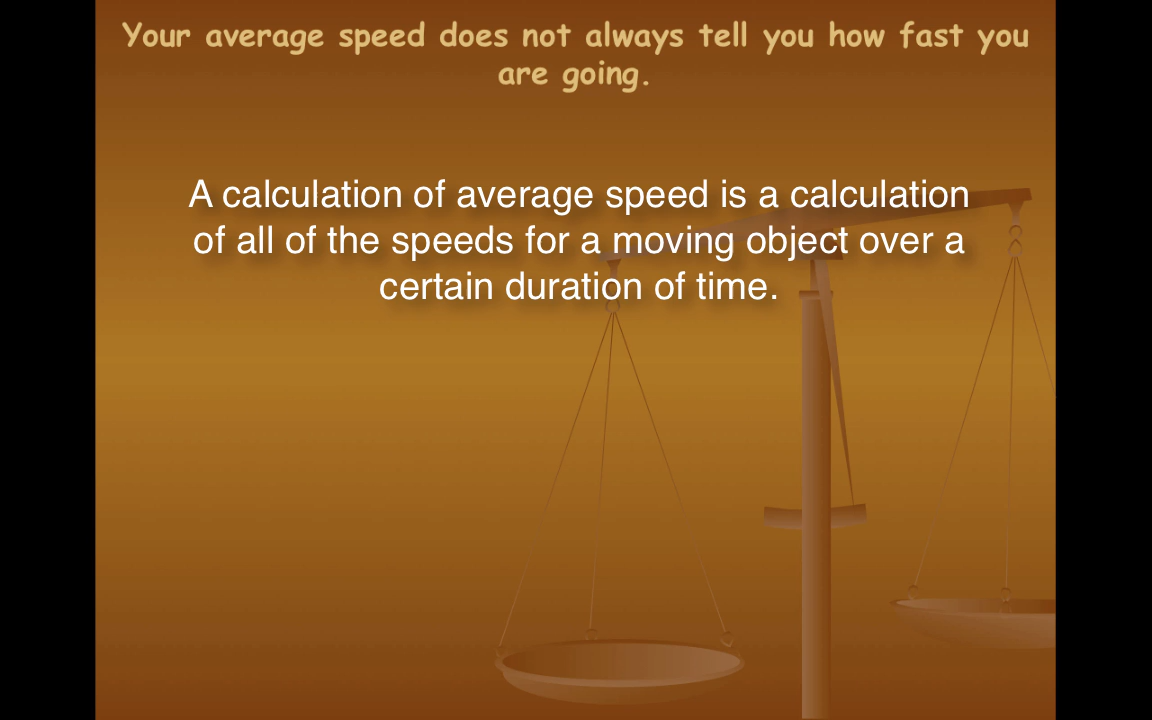 Your average speed does not always tell you how fast you
are going.
A calculation of average speed is a calculation
of all of the speeds for a moving object over a
certain duration of time.